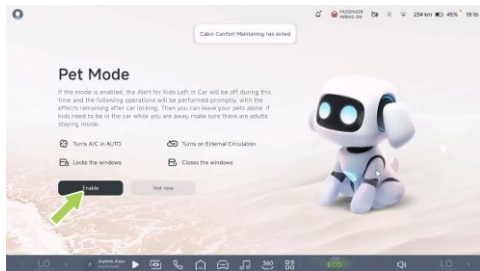 Cabin Comfort Maintaining has exited
PASSENGER
AIRBAG ON
234 km
45%
19:16
Pet Mode
If the mode is enabled, the Alert for Kids Left in Car will be off during this
time and the following operations will be performed promptly, with the
effects remaining after car locking. Then you can leave your pets alone. If
kids need to be in the car while you are away, make sure there are adults
staying inside.
Turns A/C in AUTO
Turns on External Circulation
Locks the windows
Closes the windows
Enable
Not now
LO
360
ECO
LO